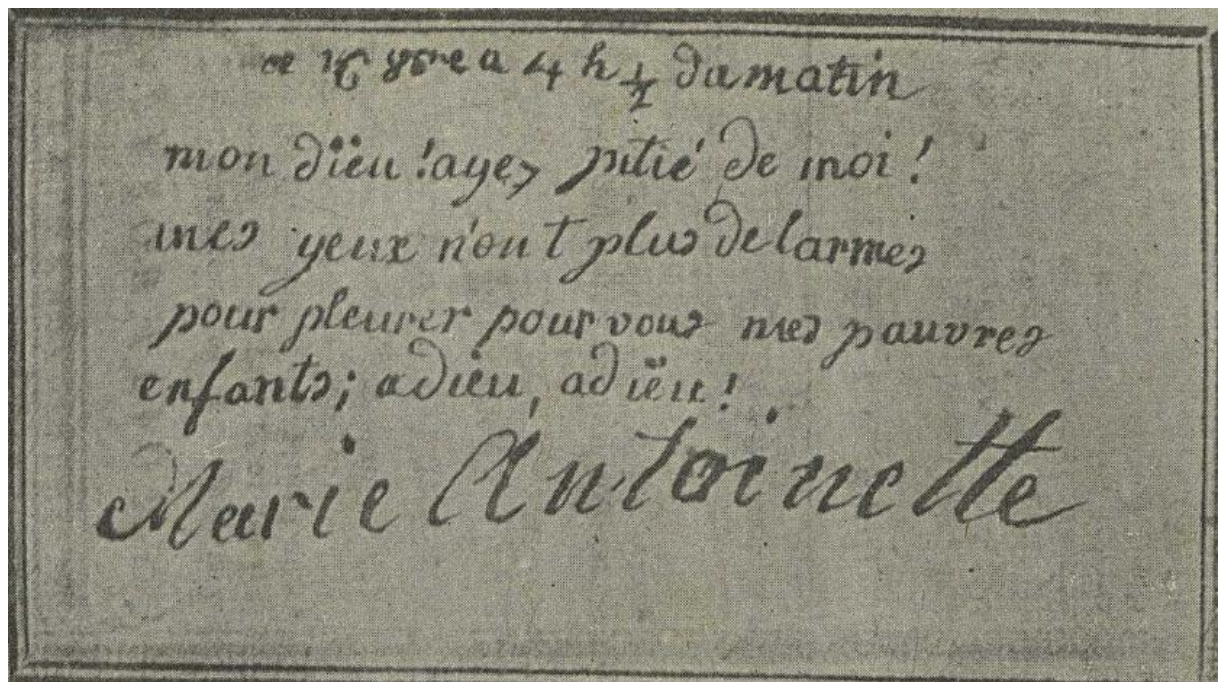 ce 16 8bre a 4 h ½ du matin
mon dieu ! ayez pitié de moi !
mes yeux n'ont plus de larmes
pour pleurer pour vous mes pauvres
enfants ; adieu, adieu !
Marie Antoinette